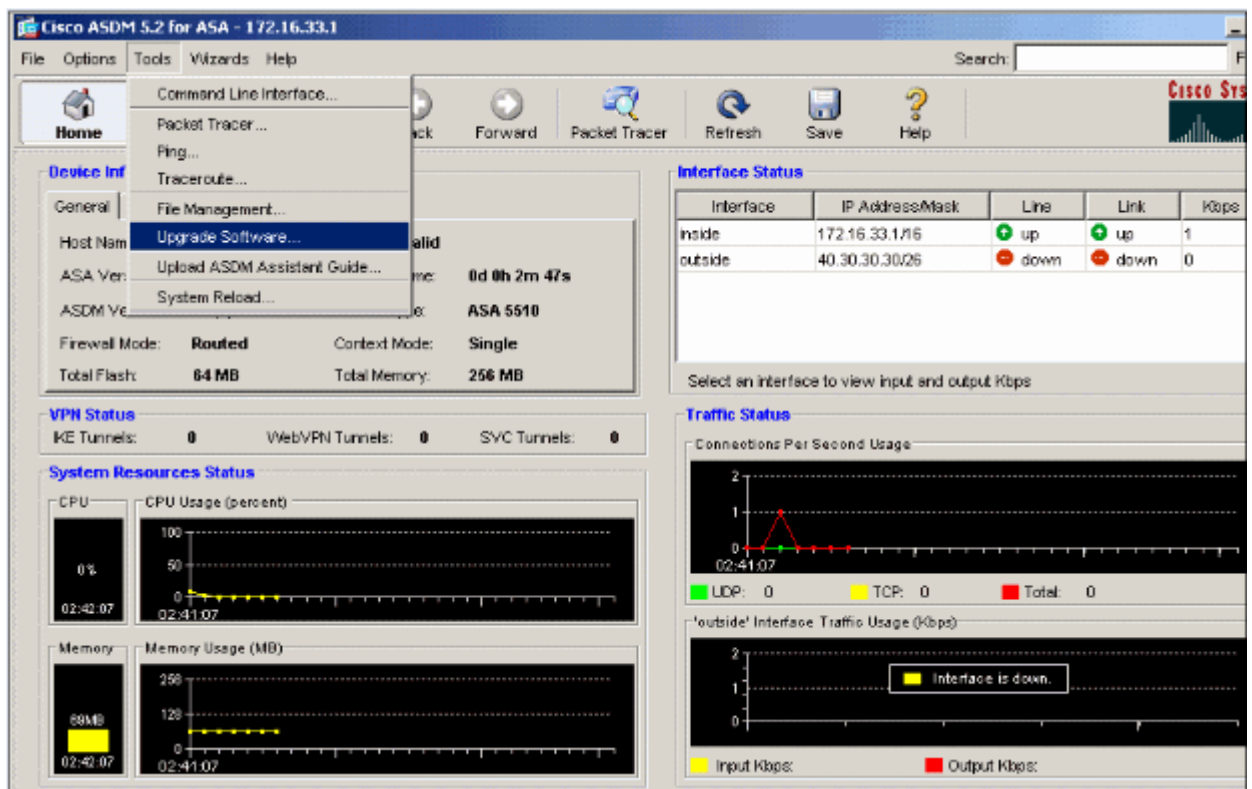 Cisco ASDM 5.2 for ASA - 172.16.33.1
File Options Tools Wizards Help
Search:
Home
Forward
Packet Tracer
Refresh
Save
Help
CISCO SYS
Command Line Interface...
Packet Tracer...
Ping...
Traceroute...
File Management...
Upgrade Software...
Upload ASDM Assistant Guide...
System Reload...
Device Inf
General
Host Nam
alid
ASA Ver
me: 0d 0h 2m 47s
ASDM Ve
ASA 5510
Firewall Mode: Routed Context Mode: Single
Total Flash: 64 MB Total Memory: 256 MB
Interface Status
Interface IP Address/Mask Line Link Kbps
inside 172.16.33.1/16 up up 1
outside 40.30.30.30/26 down down 0
Select an interface to view input and output Kbps
VPN Status
IKE Tunnels: 0 WebVPN Tunnels: 0 SVC Tunnels: 0
System Resources Status
CPU
0%
02:42:07
CPU Usage (percent)
100
50
0
02:41:07
Memory
69MB
02:42:07
Memory Usage (MB)
256
128
0
02:41:07
Traffic Status
Connections Per Second Usage
2
1
0
02:41:07
UDP: 0 TCP: 0 Total: 0
'outside' Interface Traffic Usage (Kbps)
2
1
0
Interface is down.
Input Kbps: Output Kbps: